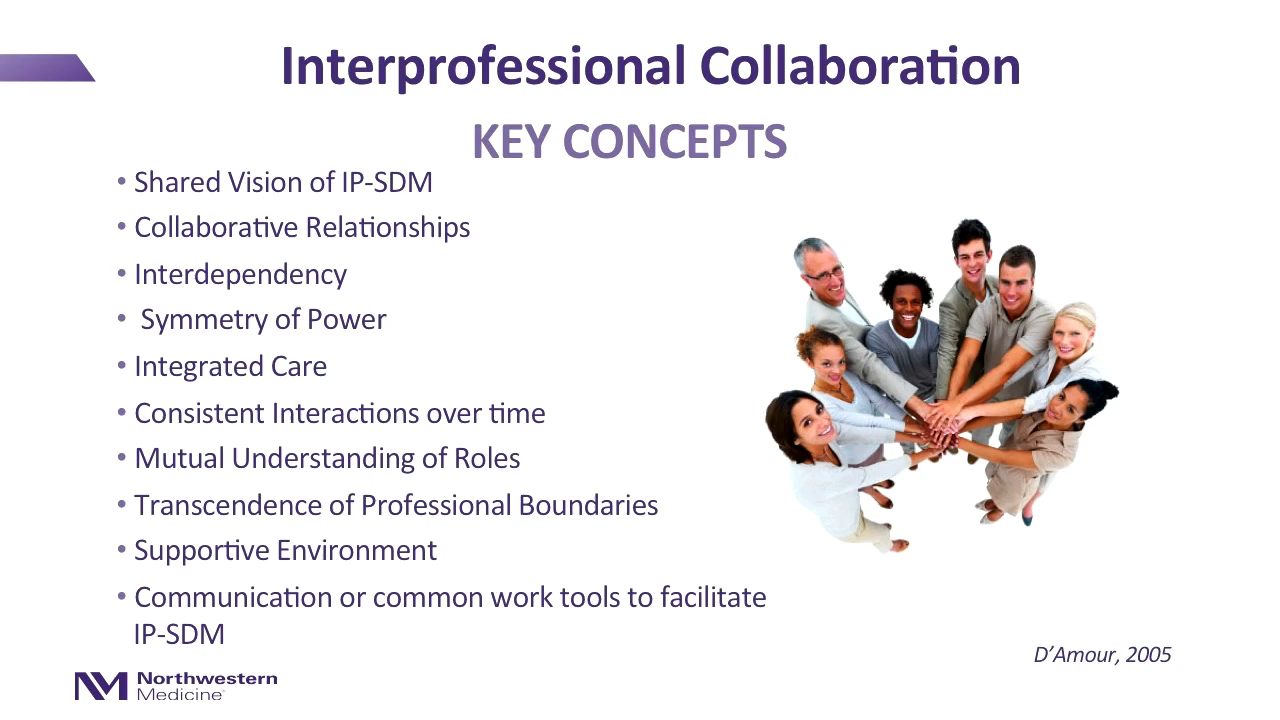 Interprofessional Collaboration
KEY CONCEPTS
• Shared Vision of IP-SDM
• Collaborative Relationships
• Interdependency
• Symmetry of Power
• Integrated Care
• Consistent Interactions over time
• Mutual Understanding of Roles
• Transcendence of Professional Boundaries
• Supportive Environment
• Communication or common work tools to facilitate
IP-SDM
D’Amour, 2005
Northwestern
Medicine